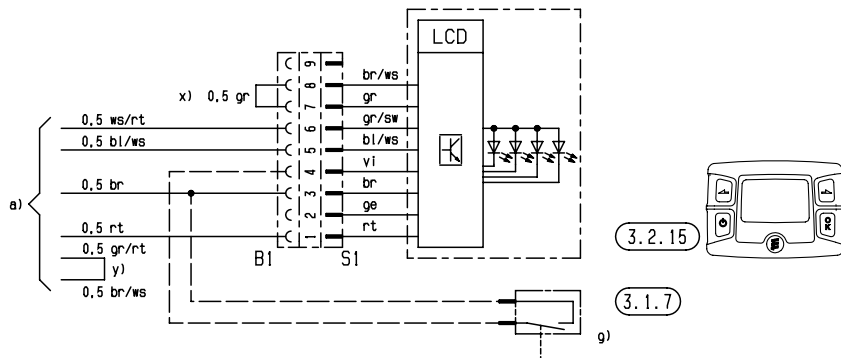 LCD
9
8
7
6
5
4
3
2
1
br/ws
gr
gr/sw
bl/ws
vi
br
ge
rt
x) 0.5 gr
0.5 ws/rt
0.5 bl/ws
a)
0.5 br
0.5 rt
0.5 gr/rt
y)
0.5 br/ws
B1
S1
3.2.15
OK
3.1.7
g)